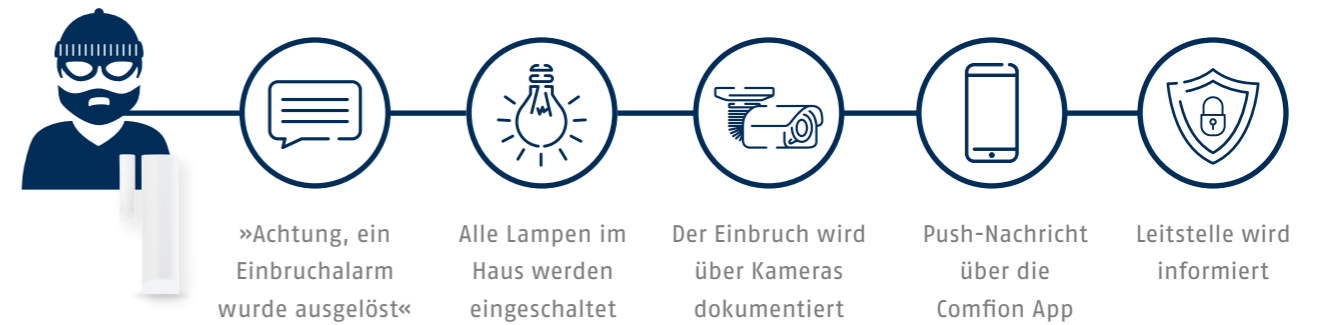 »Achtung, ein
Einbruchalarm
wurde ausgelöst«
Alle Lampen im
Haus werden
eingeschaltet
Der Einbruch wird
über Kameras
dokumentiert
Push-Nachricht
über die
Comfion App
Leitstelle wird
informiert